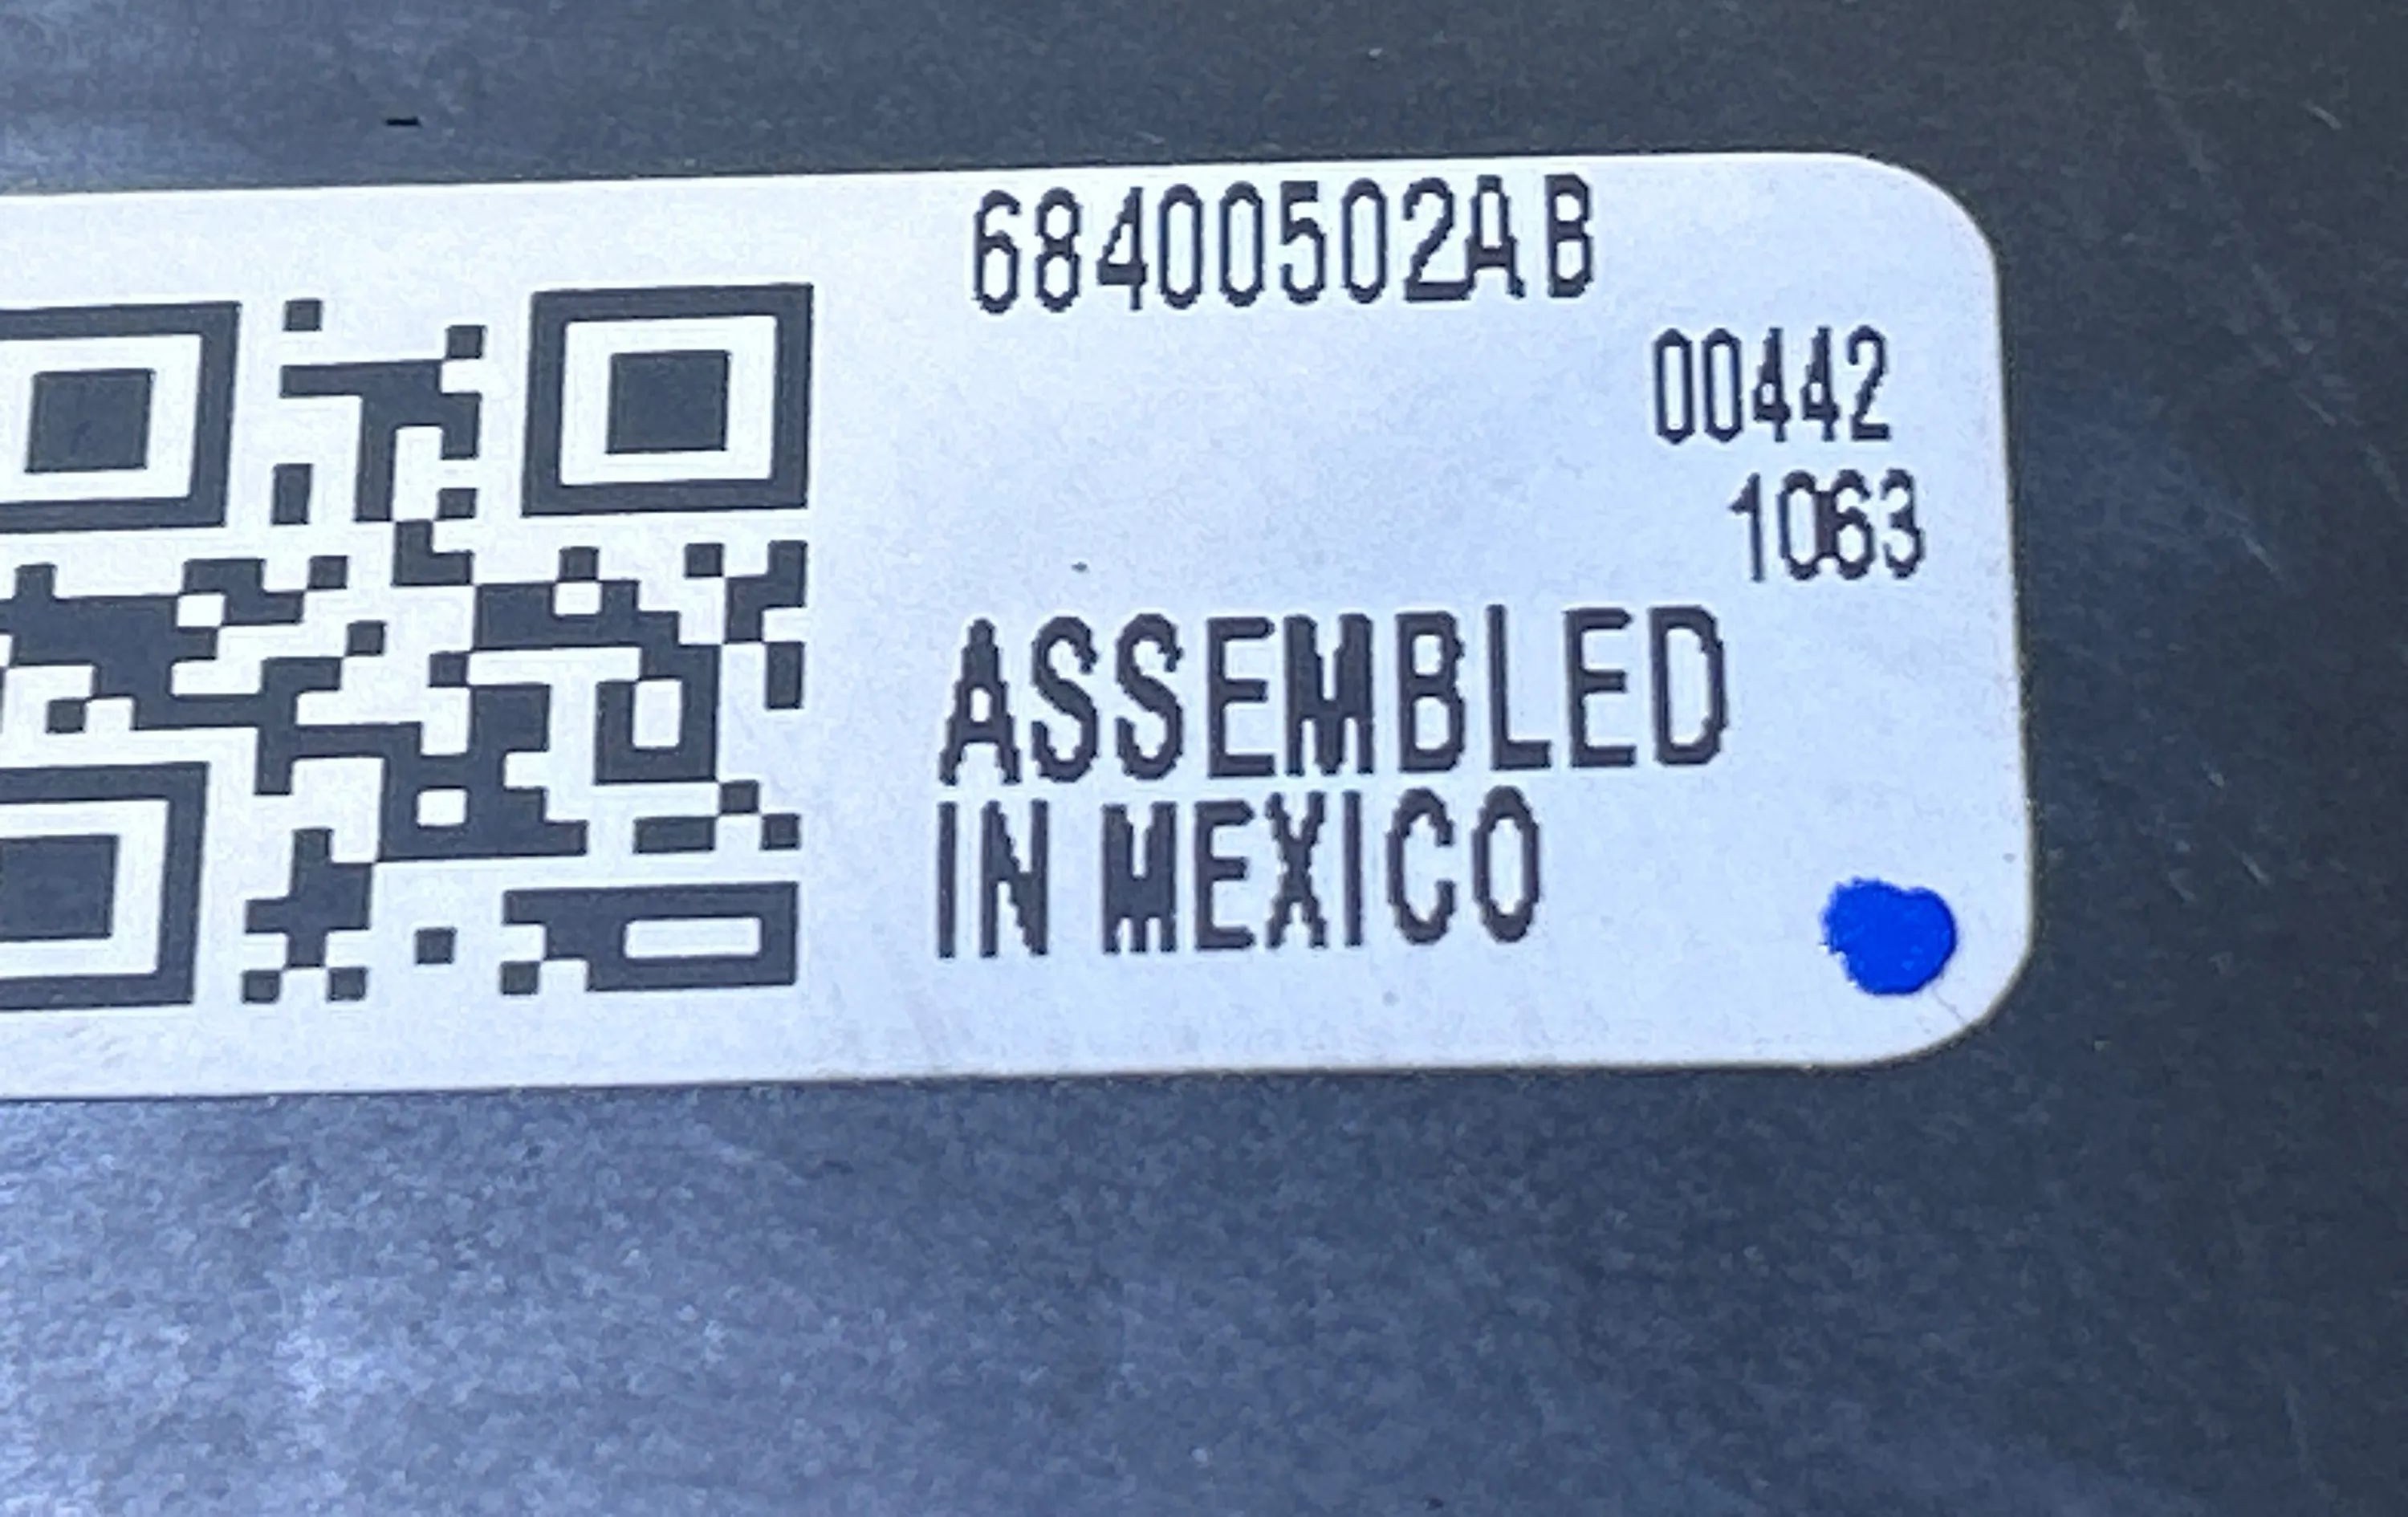 68400502AB
00442
1063
ASSEMBLED
IN MEXICO